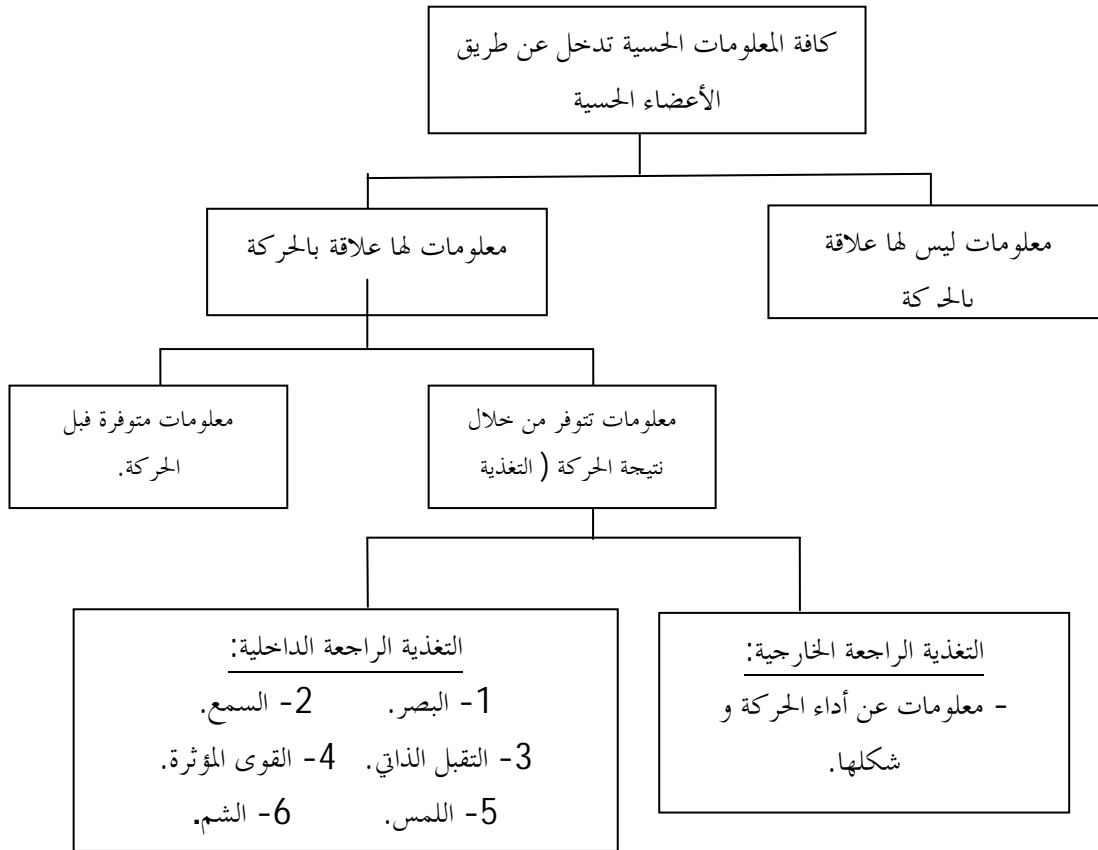 كافة المعلومات الحسية تدخل عن طريق
الأعضاء الحسية
معلومات ليس لها علاقة
بالحركة
معلومات لها علاقة بالحركة
معلومات تتوفر من خلال
نتيجة الحركة ( التغذية
معلومات متوفرة فبل
الحركة.
التغذية الراجعة الخارجية:
- معلومات عن أداء الحركة و
شكلها.
التغذية الراجعة الداخلية:
1- البصر. 2- السمع.
3- التقبل الذاتي. 4- القوى المؤثرة.
5- اللمس. 6- الشم.